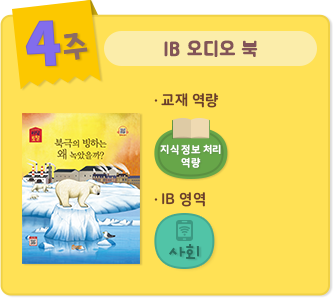 4주
IB 오디오 북
북극의 빙하는
왜 녹았을까?
· 교재 역량
지식 정보 처리
역량
· IB 영역
사회